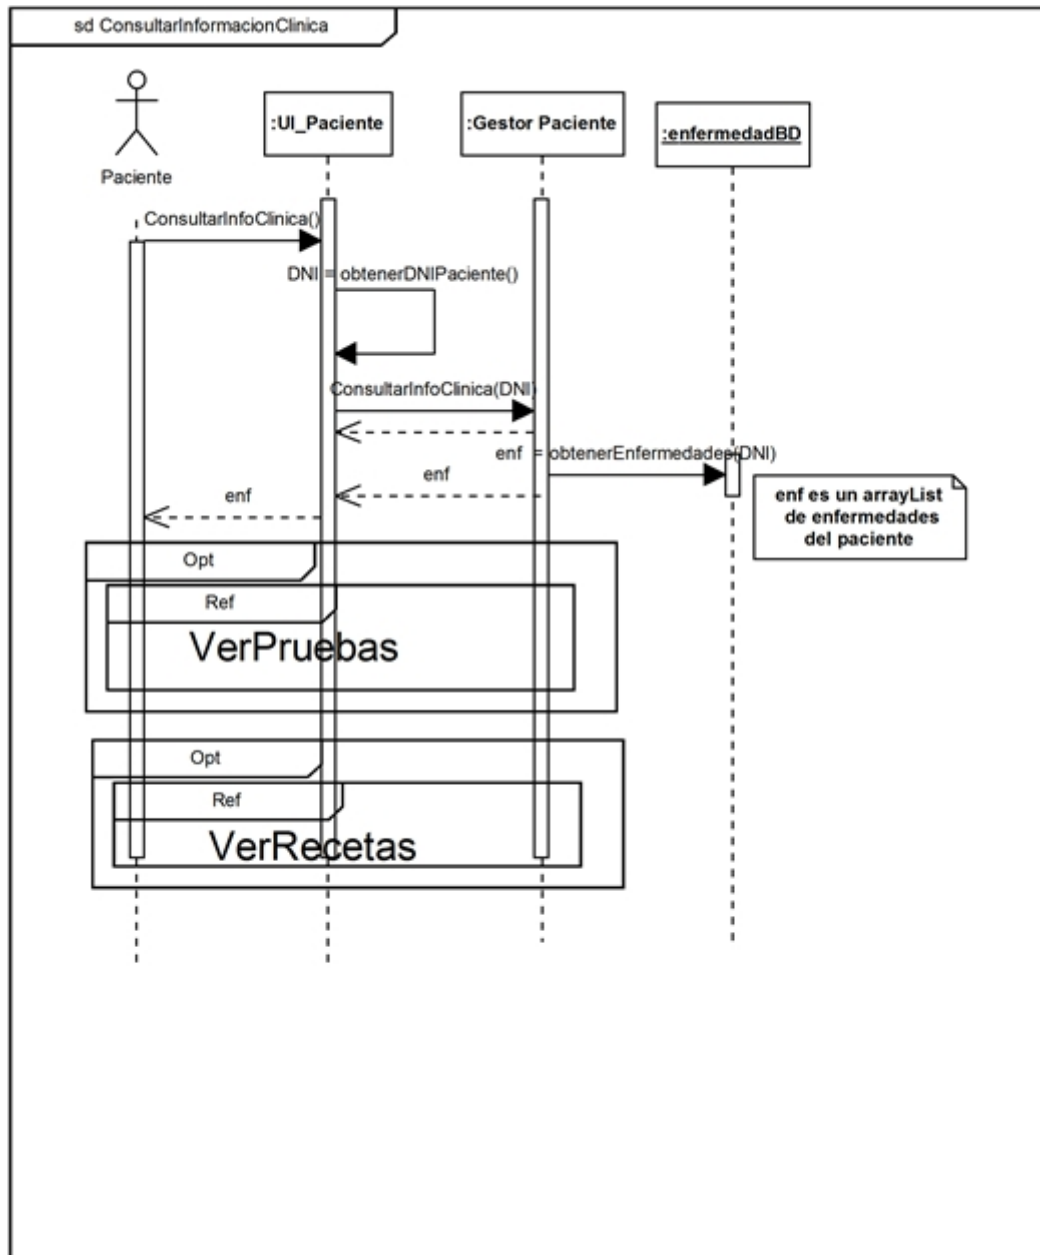 sd ConsultarInformacionClinica
Paciente
:UI_Paciente
:Gestor Paciente
:enfermedadBD
ConsultarInfoClinica()
DNI = obtenerDNIPaciente()
ConsultarInfoClinica(DNI)
enf = obtenerEnfermedades(DNI)
enf
enf
enf es un arrayList
de enfermedades
del paciente
Opt
Ref
VerPruebas
Opt
Ref
VerRecetas